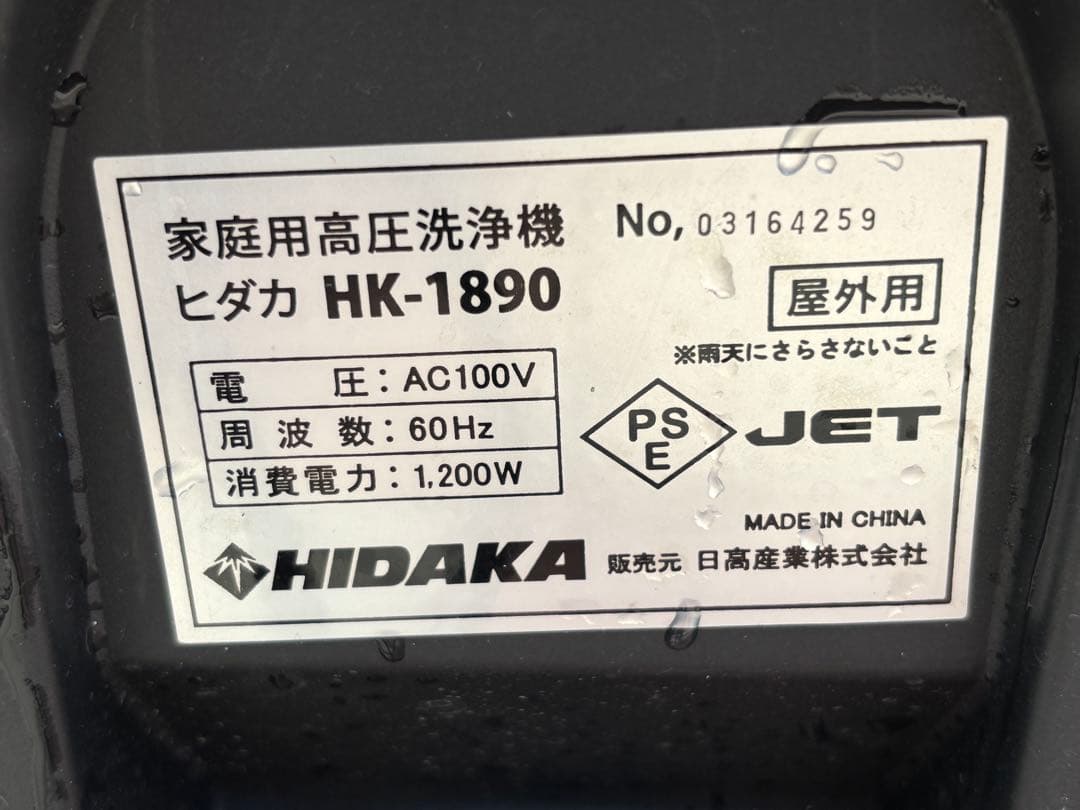 家庭用高圧洗浄機 No, 03164259
ヒダカ HK-1890
屋外用
※雨天にさらさないこと
電圧：AC100V
周波数：60Hz
消費電力：1,200W
PS
E
JET
MADE IN CHINA
HIDAKA 販売元 日高産業株式会社